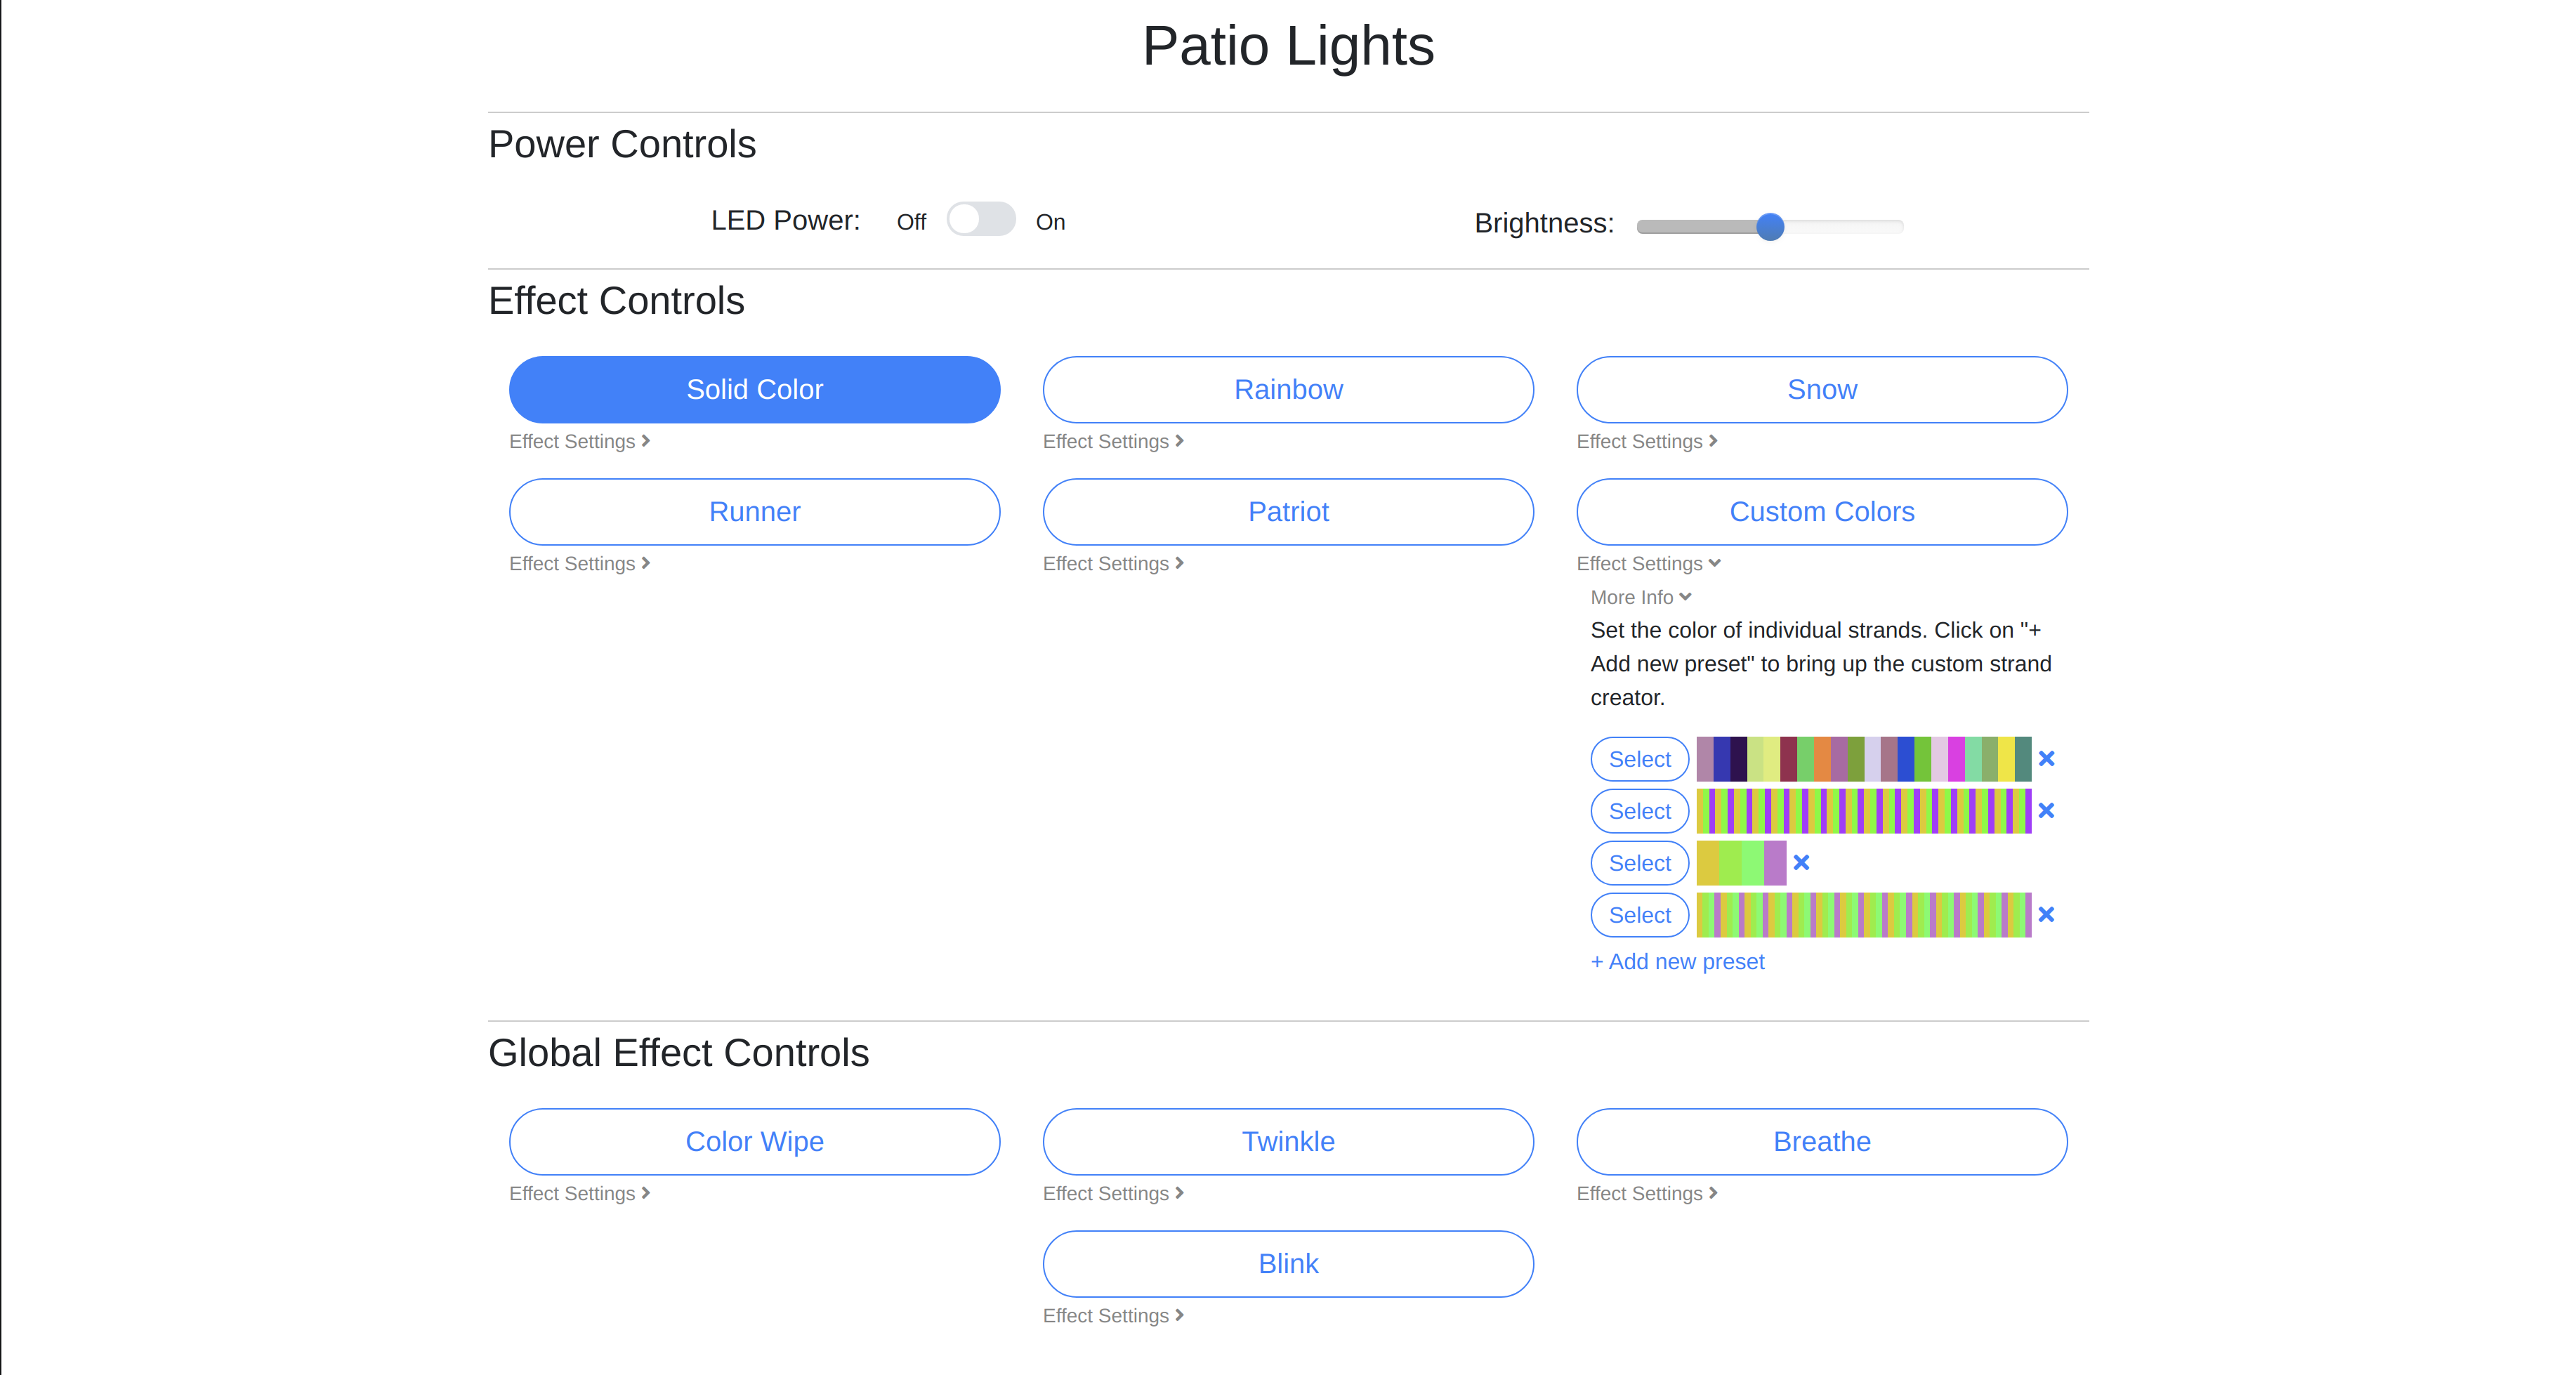 Patio Lights
Power Controls
LED Power: Off On Brightness:
Effect Controls
Solid Color Rainbow Snow
Effect Settings Effect Settings Effect Settings
Runner Patriot Custom Colors
Effect Settings Effect Settings Effect Settings
More Info
Set the color of individual strands. Click on "+
Add new preset" to bring up the custom strand
creator.
Select
Select
Select
Select
+ Add new preset
Global Effect Controls
Color Wipe Twinkle Breathe
Effect Settings Effect Settings Effect Settings
Blink
Effect Settings